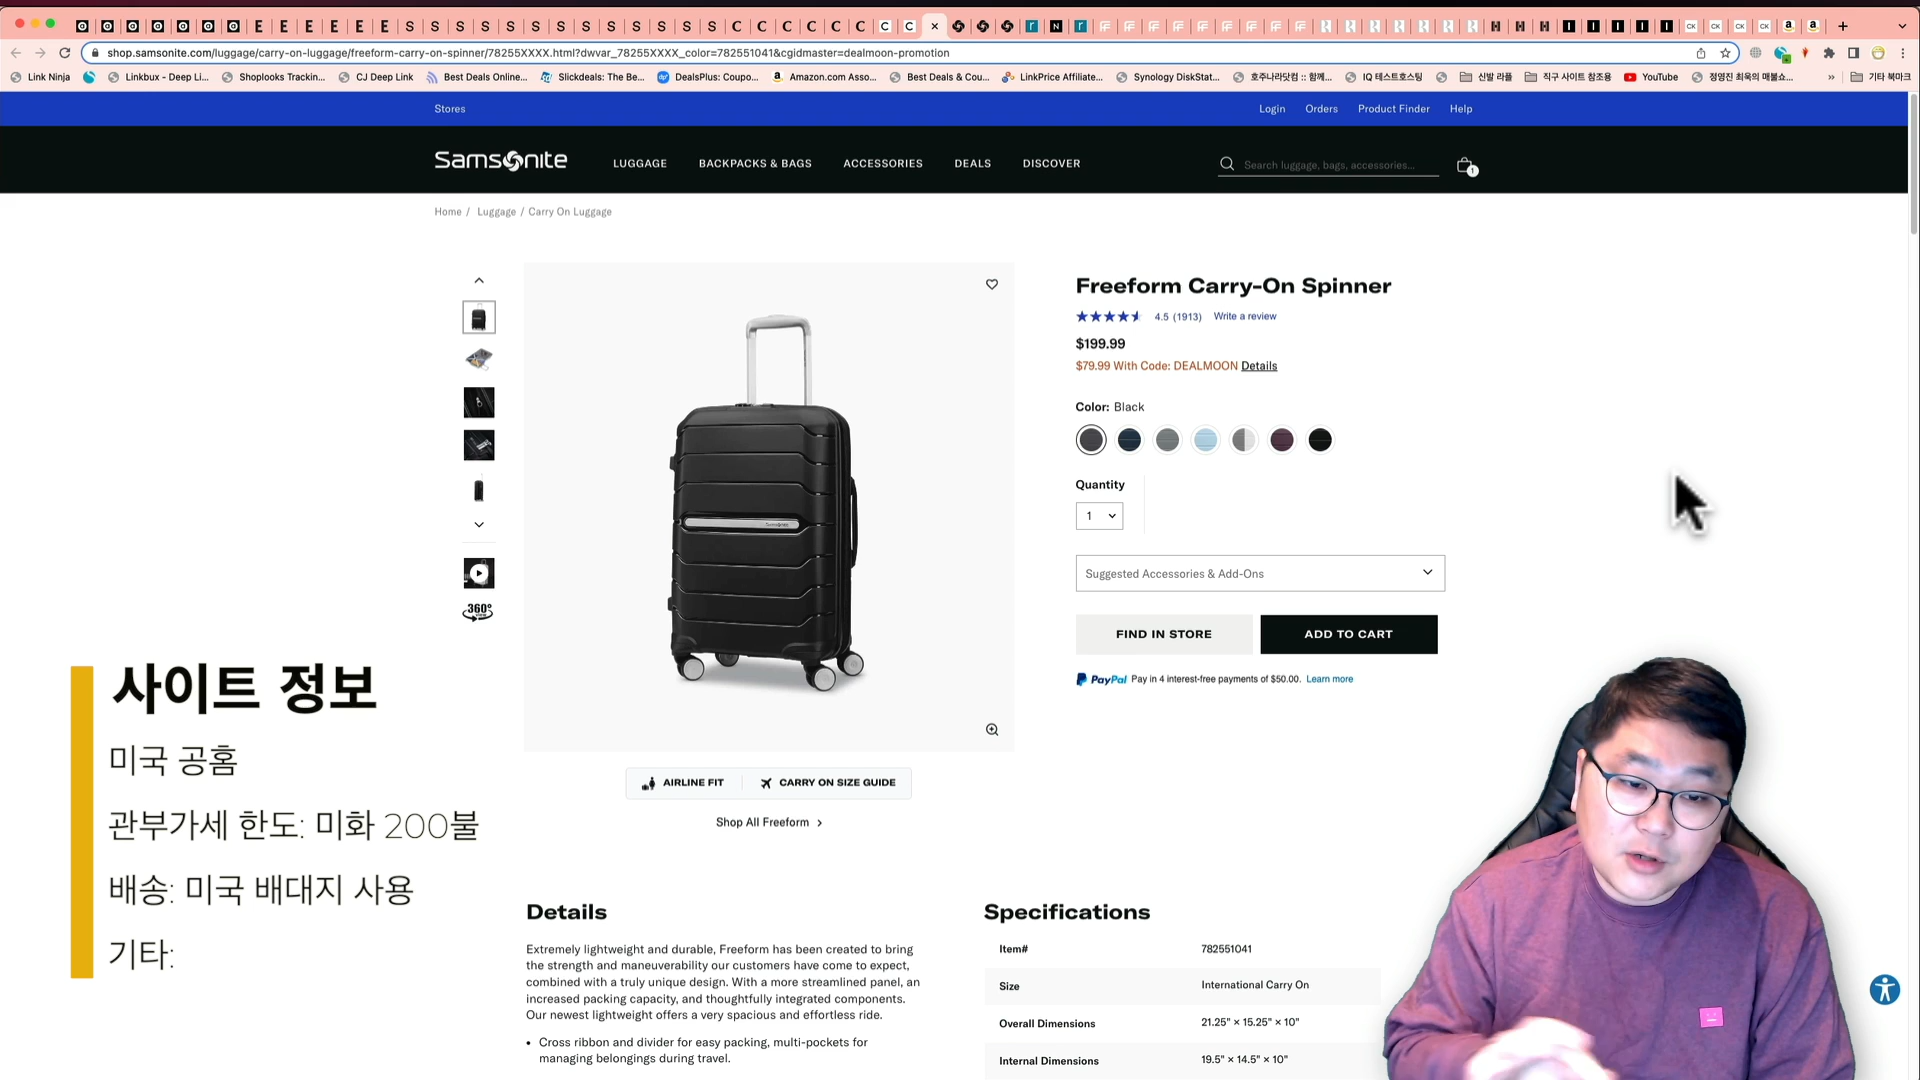 shop.samsonite.com/luggage/carry-on-luggage/freeform-carry-on-spinner/78255XXXX.html?dwvar_78255XXXX_color=782551041&cgidmaster=dealmoon-promotion
Link Ninja
Linkbux - Deep Li...
Shoplooks Trackin...
CJ Deep Link
Best Deals Online...
Slickdeals: The Be...
DealsPlus: Coupo...
Amazon.com Asso...
Best Deals & Cou...
LinkPrice Affiliate...
Synology DiskStat...
호주나라닷컴 :: 함께...
IQ 테스트호스팅
신발 라플
직구 사이트 참조용
YouTube
정영진 최욱의 매불쇼...
기타 북마크
Stores
Login Orders Product Finder Help
Samsonite
LUGGAGE BACKPACKS & BAGS ACCESSORIES DEALS DISCOVER
Search luggage, bags, accessories...
1
Home / Luggage / Carry On Luggage
Freeform Carry-On Spinner
4.5 (1913) Write a review
$199.99
$79.99 With Code: DEALMOON Details
Color: Black
Quantity
1
Suggested Accessories & Add-Ons
FIND IN STORE
ADD TO CART
PayPal Pay in 4 interest-free payments of $50.00. Learn more
360°
AIRLINE FIT
CARRY ON SIZE GUIDE
Shop All Freeform
사이트 정보
미국 공홈
관부가세 한도: 미화 200불
배송: 미국 배대지 사용
기타:
Details
Extremely lightweight and durable, Freeform has been created to bring
the strength and maneuverability our customers have come to expect,
combined with a truly unique design. With a more streamlined panel, an
increased packing capacity, and thoughtfully integrated components.
Our newest lightweight offers a very spacious and effortless ride.
• Cross ribbon and divider for easy packing, multi-pockets for
managing belongings during travel.
Specifications
Item# 782551041
Size International Carry On
Overall Dimensions 21.25" × 15.25" × 10"
Internal Dimensions 19.5" × 14.5" × 10"